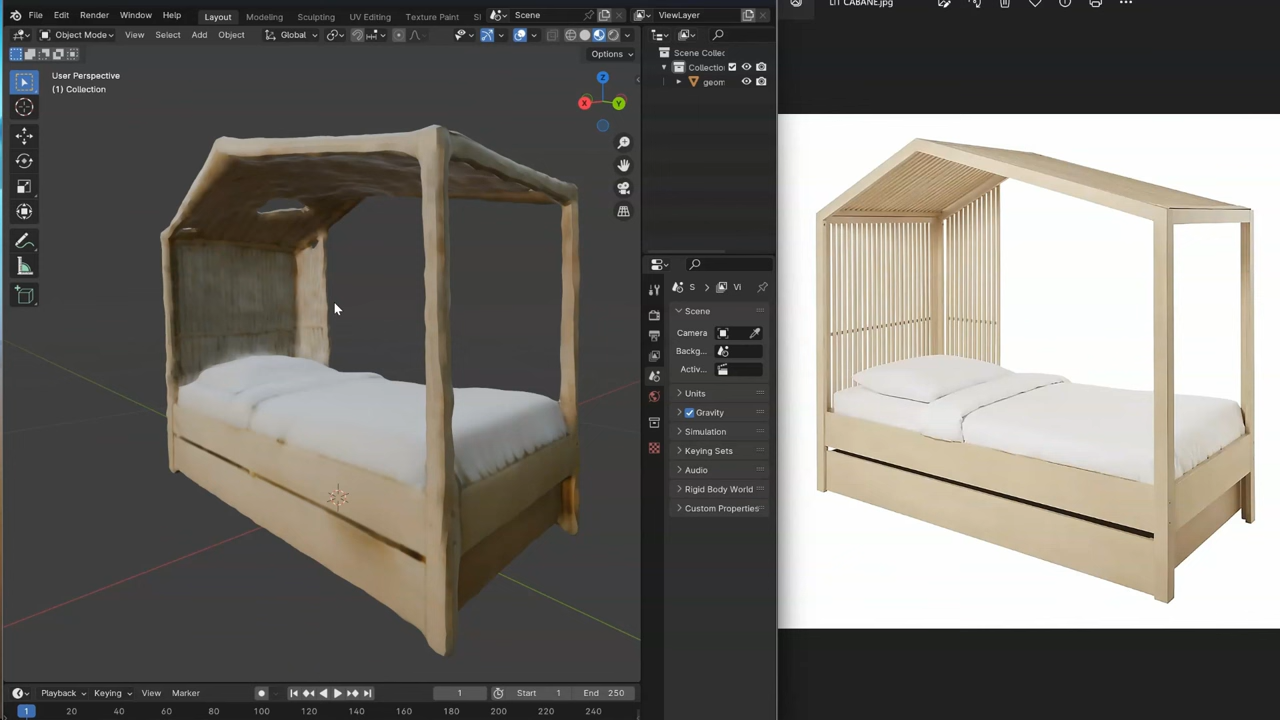 File Edit Render Window Help Layout Modeling Sculpting UV Editing Texture Paint Scene ViewLayer
LIT CABANE.jpg
Object Mode View Select Add Object Global
Options
User Perspective
(1) Collection
Z
X
Y
Scene Collec
Collectio
geom
S > VI
Scene
Camera
Backg...
Activ...
Units
Gravity
Simulation
Keying Sets
Audio
Rigid Body World
Custom Properties
Playback Keying View Marker 1 Start 1 End 250
1 20 40 60 80 100 120 140 160 180 200 220 240